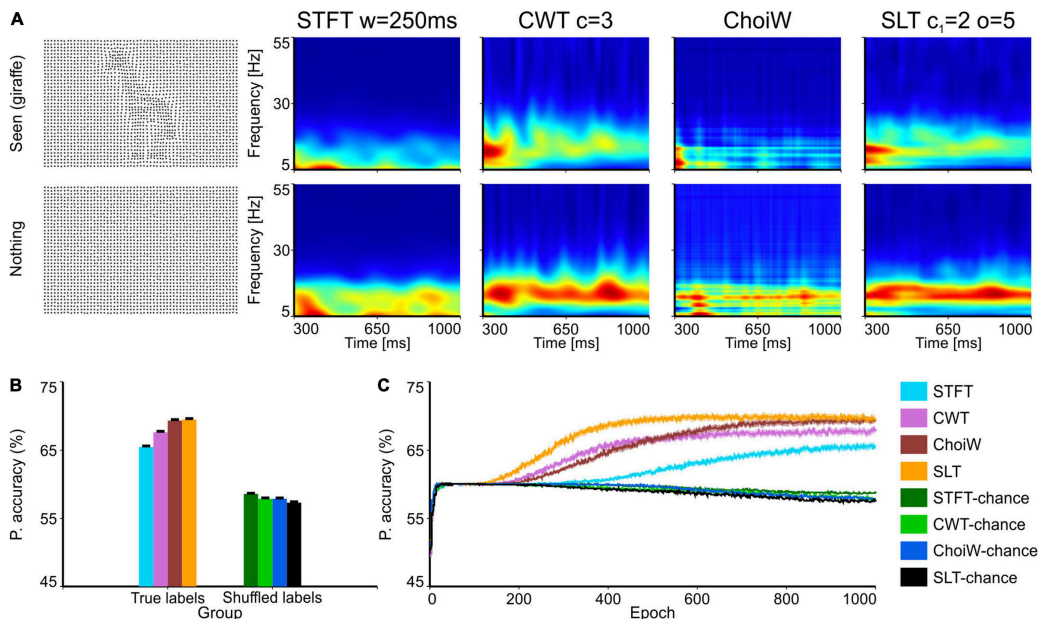 A
STFT w=250ms
CWT c=3
ChoiW
SLT c₁=2 o=5
Seen (giraffe)
Frequency [Hz]
55
30
5
Nothing
Frequency [Hz]
55
30
5
300 650 1000
300 650 1000
300 650 1000
300 650 1000
Time [ms]
Time [ms]
Time [ms]
Time [ms]
B
P. accuracy (%)
75
65
55
45
True labels
Shuffled labels
Group
C
P. accuracy (%)
75
65
55
45
0 200 400 600 800 1000
Epoch
STFT
CWT
ChoiW
SLT
STFT-chance
CWT-chance
ChoiW-chance
SLT-chance